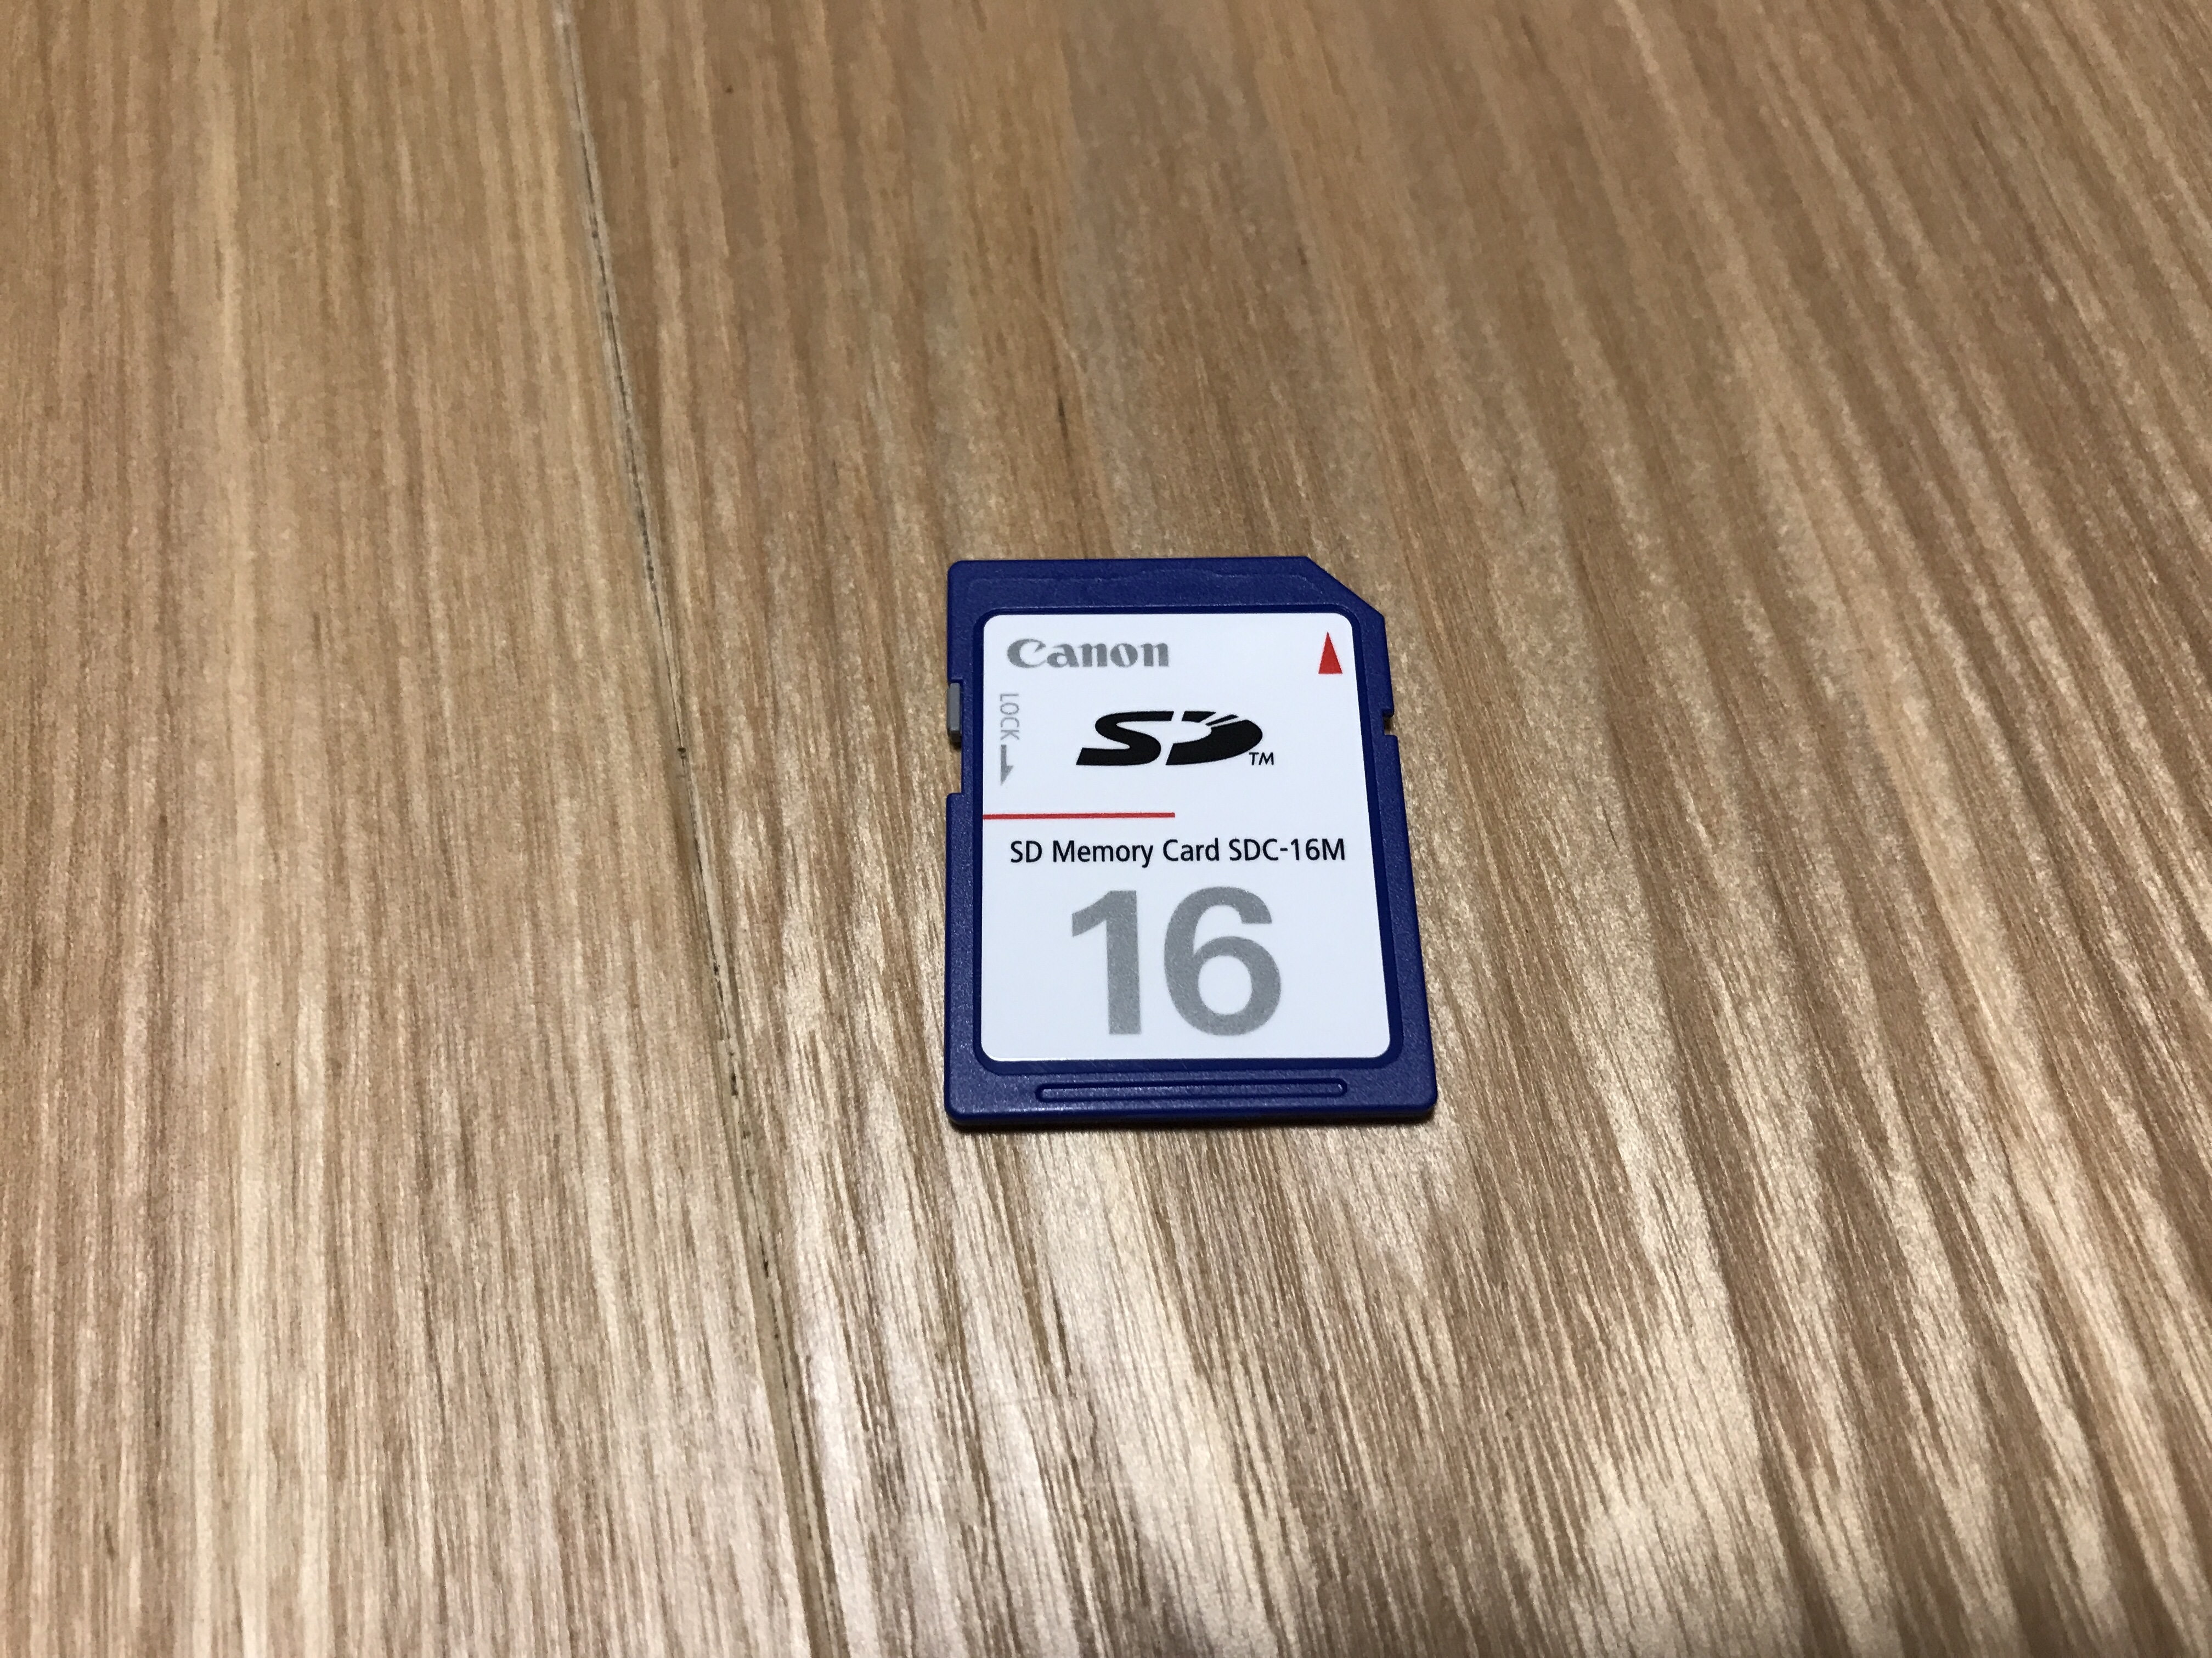 Canon
LOCK
SD™
SD Memory Card SDC-16M
16